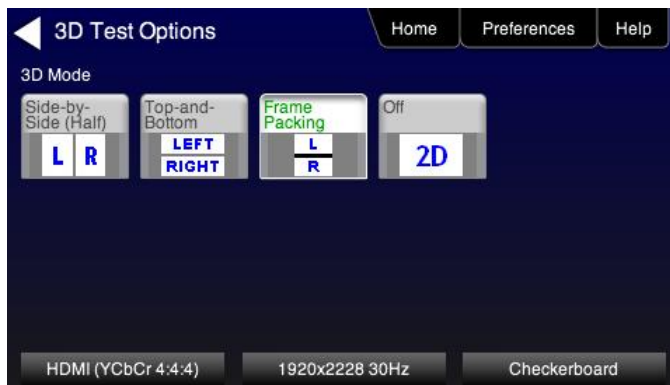 3D Test Options
Home
Preferences
Help
3D Mode
Side-by-
Side (Half)
L R
Top-and-
Bottom
LEFT
RIGHT
Frame
Packing
L
R
Off
2D
HDMI (YCbCr 4:4:4)
1920x2228 30Hz
Checkerboard